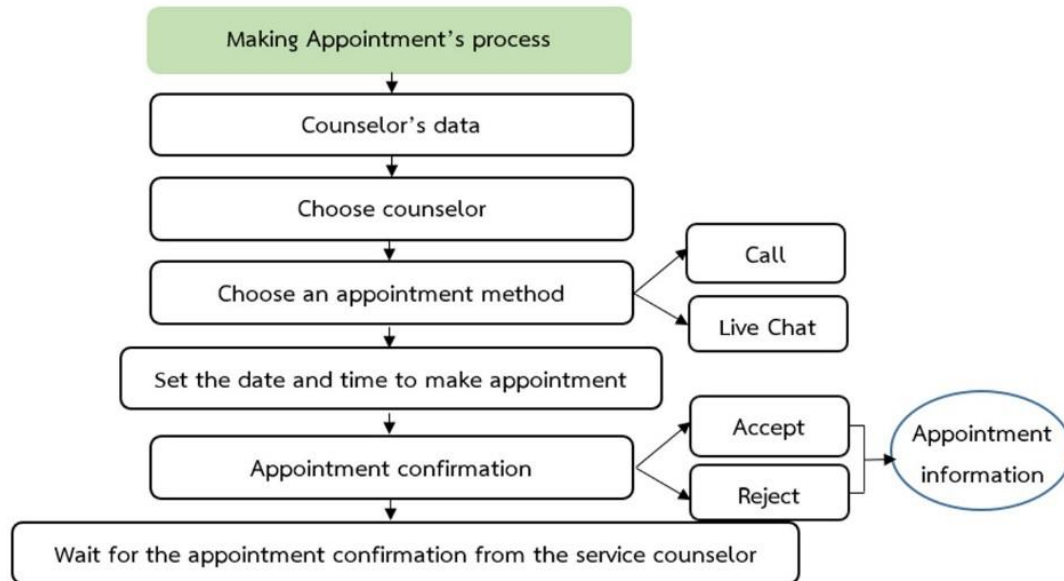 Making Appointment's process
Counselor's data
Choose counselor
Choose an appointment method
Call
Live Chat
Set the date and time to make appointment
Appointment confirmation
Accept
Reject
Appointment
information
Wait for the appointment confirmation from the service counselor